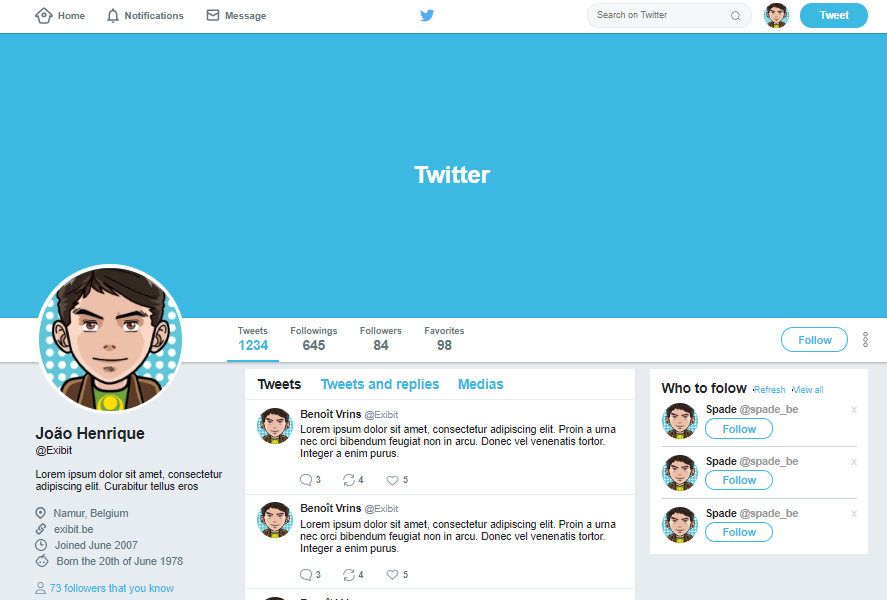 Home Notifications Message Search on Twitter Tweet
Twitter
Tweets Followings Followers Favorites
1234 645 84 98
Follow
João Henrique
@Exibit
Lorem ipsum dolor sit amet, consectetur
adipiscing elit. Curabitur tellus eros
Namur, Belgium
exibit.be
Joined June 2007
Born the 20th of June 1978
73 followers that you know
Tweets Tweets and replies Medias
Benoît Vrins @Exibit
Lorem ipsum dolor sit amet, consectetur adipiscing elit. Proin a urna
nec orci bibendum feugiat non in arcu. Donec vel venenatis tortor.
Integer a enim purus.
3 4 5
Benoît Vrins @Exibit
Lorem ipsum dolor sit amet, consectetur adipiscing elit. Proin a urna
nec orci bibendum feugiat non in arcu. Donec vel venenatis tortor.
Integer a enim purus.
3 4 5
Who to follow •Refresh •View all
Spade @spade_be x
Follow
Spade @spade_be x
Follow
Spade @spade_be x
Follow